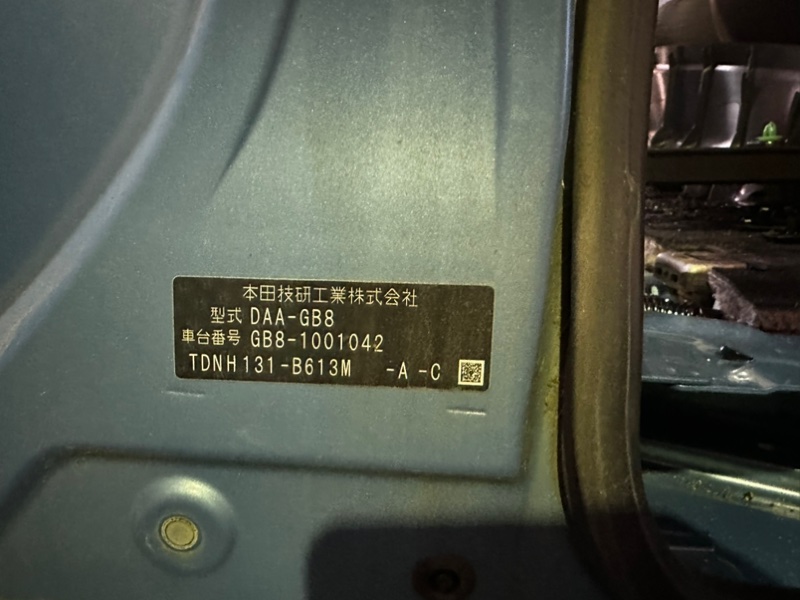 本田技研工業株式会社
型式 DAA-GB8
車台番号 GB8-1001042
TDNH131-B613M -A -C